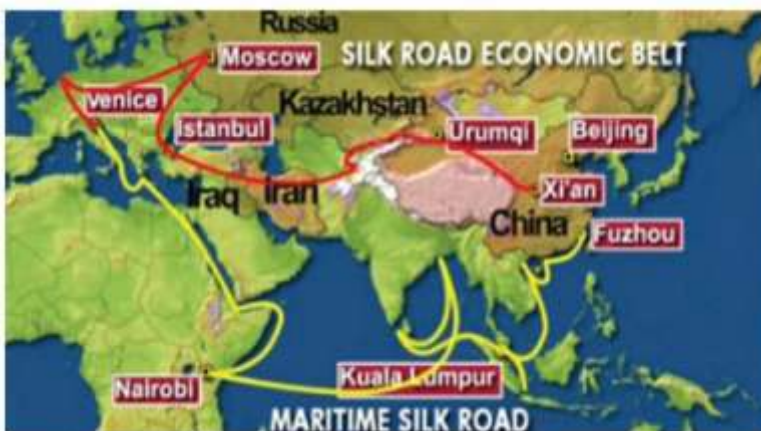 Russia
Moscow
SILK ROAD ECONOMIC BELT
venice
Kazakhstan
istanbul
Urumqi
Beijing
Iraq
iran
Xi'an
China
Fuzhou
Nairobi
Kuala Lumpur
MARITIME SILK ROAD